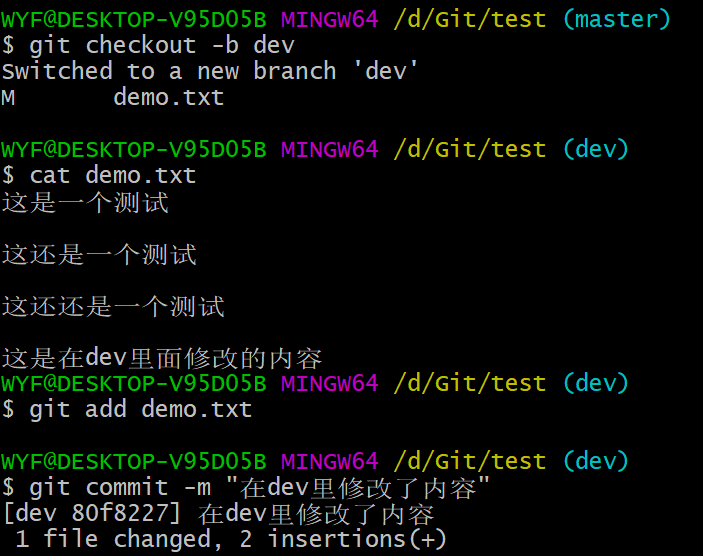 WYF@DESKTOP-V95D05B MINGW64 /d/Git/test (master)
$ git checkout -b dev
Switched to a new branch 'dev'
M       demo.txt
WYF@DESKTOP-V95D05B MINGW64 /d/Git/test (dev)
$ cat demo.txt
这是一个测试
这还是一个测试
这还还是一个测试
这是在dev里面修改的内容
WYF@DESKTOP-V95D05B MINGW64 /d/Git/test (dev)
$ git add demo.txt
WYF@DESKTOP-V95D05B MINGW64 /d/Git/test (dev)
$ git commit -m "在dev里修改了内容"
[dev 80f8227] 在dev里修改了内容
 1 file changed, 2 insertions(+)